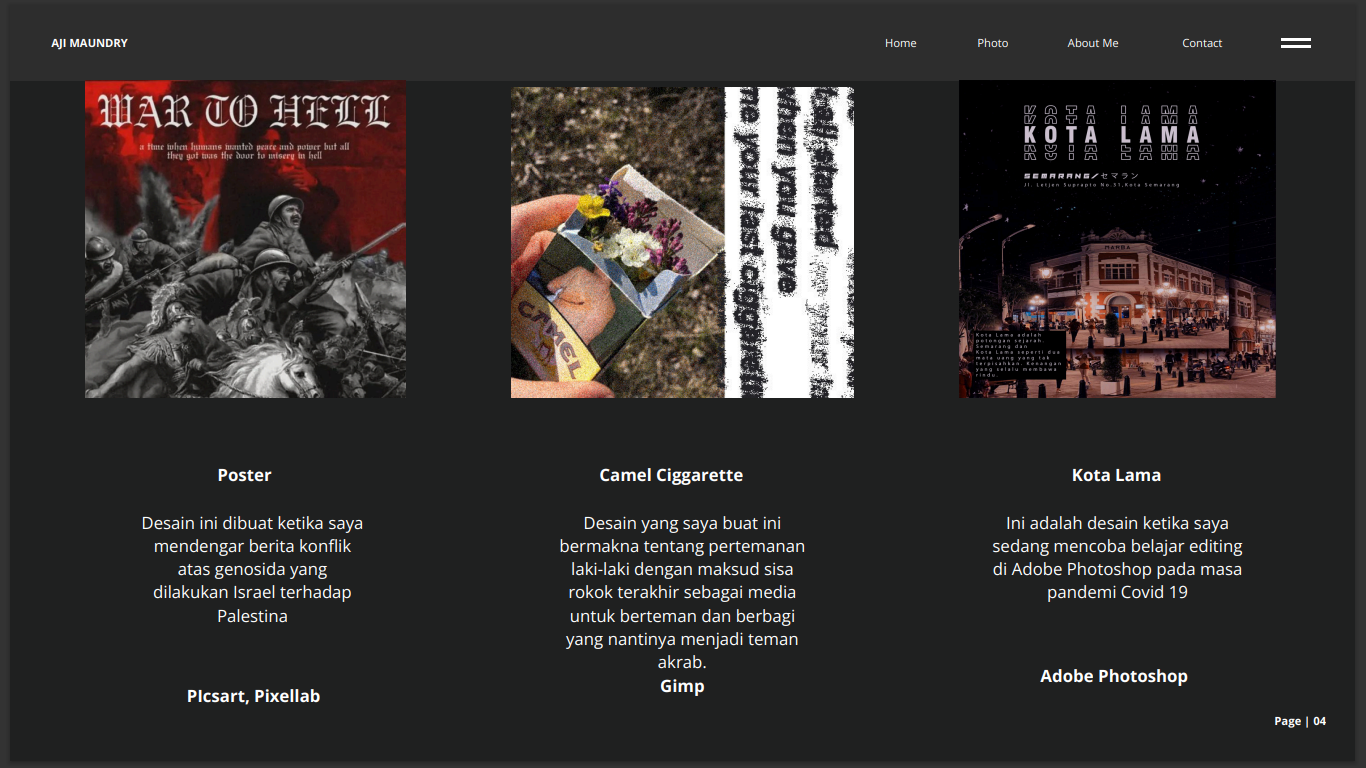 AJI MAUNDRY
Home
Photo
About Me
Contact
WAR TO HELL
a time when humans wanted peace and power but all
they got was the door to misery in hell
me your last ciggaret
when you gave
all started
CAMEL
KOTA LAMA
SEMARANG/セマラン
Jl. Letjen Suprapto No.31,Kota Semarang
MARBA
Kota Lama adalah
potongan sejarah.
Semarang dan
Kota Lama seperti dua
mata uang yang tak
terpisahkan. Kenangan
yang selalu membawa
rindu.
Poster
Desain ini dibuat ketika saya
mendengar berita konflik
atas genosida yang
dilakukan Israel terhadap
Palestina
PIcsart, Pixellab
Camel Ciggarette
Desain yang saya buat ini
bermakna tentang pertemanan
laki-laki dengan maksud sisa
rokok terakhir sebagai media
untuk berteman dan berbagi
yang nantinya menjadi teman
akrab.
Gimp
Kota Lama
Ini adalah desain ketika saya
sedang mencoba belajar editing
di Adobe Photoshop pada masa
pandemi Covid 19
Adobe Photoshop
Page | 04